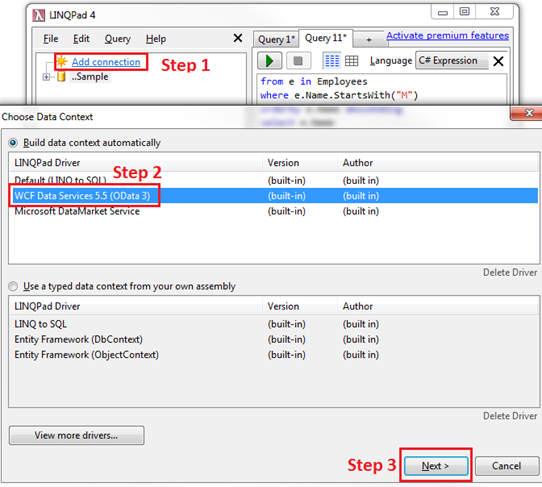 LINQPad 4
File Edit Query Help
Query 1* Query 11* +
Activate premium features
Add connection
Step 1
..Sample
Language C# Expression
from e in Employees
where e.Name.StartsWith("M")
orderby e.Name descending
select e.Name
Choose Data Context
Build data context automatically
Step 2
LINQPad Driver Version Author
Default (LINQ to SQL) (built-in) (built in)
WCF Data Services 5.5 (OData 3) (built-in) (built in)
Microsoft DataMarket Service (built-in) (built in)
Delete Driver
Use a typed data context from your own assembly
LINQPad Driver Version Author
LINQ to SQL (built-in) (built in)
Entity Framework (DbContext) (built-in) (built in)
Entity Framework (ObjectContext) (built-in) (built in)
Delete Driver
View more drivers...
Step 3
Next >
Cancel